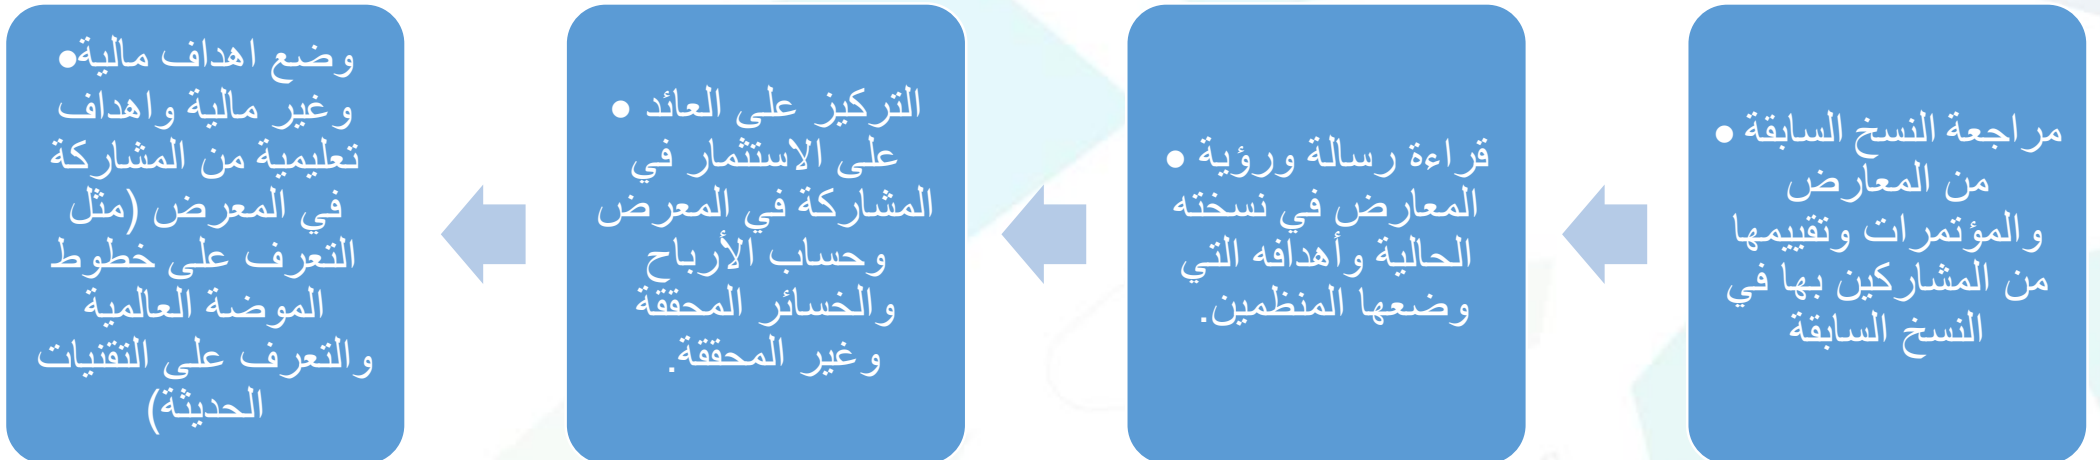 • مراجعة النسخ السابقة
من المعارض
والمؤتمرات وتقييمها
من المشاركين بها في
النسخ السابقة
• قراءة رسالة ورؤية
المعارض في نسخته
الحالية وأهدافه التي
وضعها المنظمين.
• التركيز على العائد
على الاستثمار في
المشاركة في المعرض
وحساب الأرباح
والخسائر المحققة
وغير المحققة.
•وضع اهداف مالية
وغير مالية واهداف
تعليمية من المشاركة
في المعرض (مثل
التعرف على خطوط
الموضة العالمية
والتعرف على التقنيات
الحديثة)